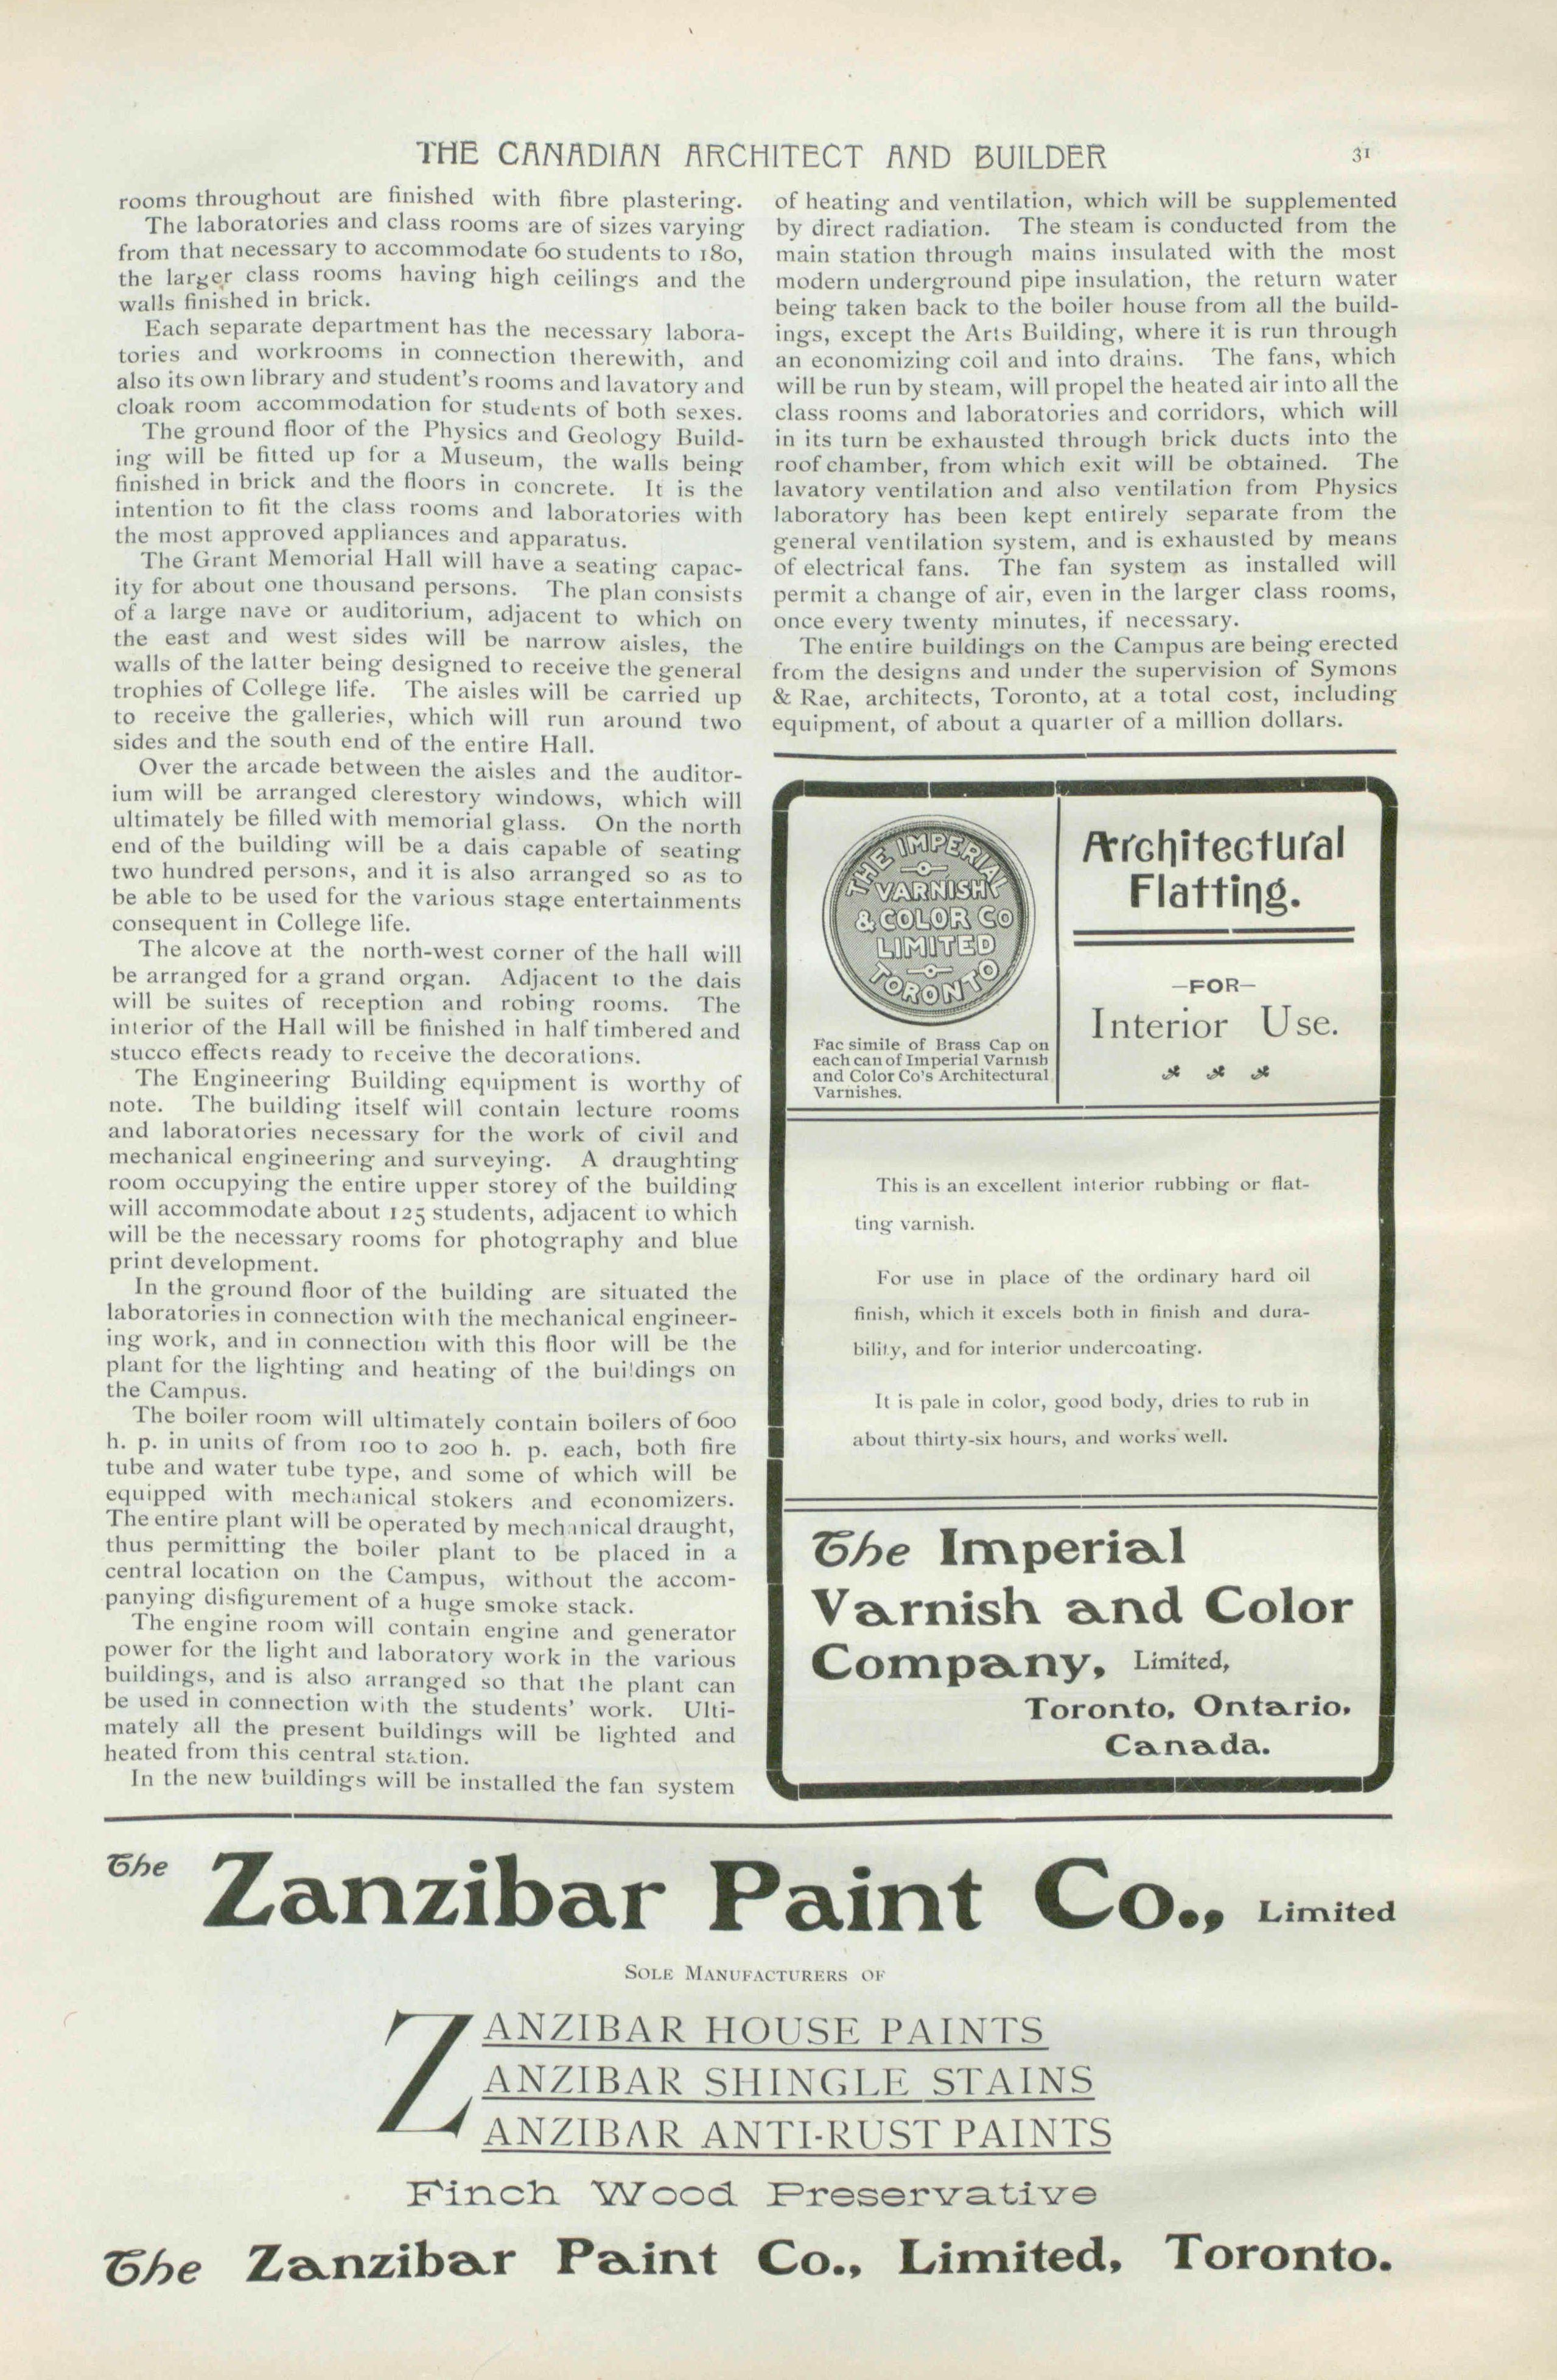 THE CANADIAN ARCHITECT AND BUILDER
31
rooms throughout are finished with fibre plastering.
The laboratories and class rooms are of sizes varying
from that necessary to accommodate 60 students to 180,
the larger class rooms having high ceilings and the
walls finished in brick.
Each separate department has the necessary labora-
tories and workrooms in connection therewith, and
also its own library and student's rooms and lavatory and
cloak room accommodation for students of both sexes.
The ground floor of the Physics and Geology Build-
ing will be fitted up for a Museum, the walls being
finished in brick and the floors in concrete. It is the
intention to fit the class rooms and laboratories with
the most approved appliances and apparatus.
The Grant Memorial Hall will have a seating capac-
ity for about one thousand persons. The plan consists
of a large nave or auditorium, adjacent to which on
the east and west sides will be narrow aisles, the
walls of the latter being designed to receive the general
trophies of College life. The aisles will be carried up
to receive the galleries, which will run around two
sides and the south end of the entire Hall.
Over the arcade between the aisles and the auditor-
ium will be arranged clerestory windows, which will
ultimately be filled with memorial glass. On the north
end of the building will be a dais capable of seating
two hundred persons, and it is also arranged so as to
be able to be used for the various stage entertainments
consequent in College life.
The alcove at the north-west corner of the hall will
be arranged for a grand organ. Adjacent to the dais
will be suites of reception and robing rooms. The
interior of the Hall will be finished in half timbered and
stucco effects ready to receive the decorations.
The Engineering Building equipment is worthy of
note. The building itself will contain lecture rooms
and laboratories necessary for the work of civil and
mechanical engineering and surveying. A draughting
room occupying the entire upper storey of the building
will accommodate about 125 students, adjacent to which
will be the necessary rooms for photography and blue
print development.
In the ground floor of the building are situated the
laboratories in connection with the mechanical engineer-
ing work, and in connection with this floor will be the
plant for the lighting and heating of the buildings on
the Campus.
The boiler room will ultimately contain boilers of 600
h. p. in units of from 100 to 200 h. p. each, both fire
tube and water tube type, and some of which will be
equipped with mechanical stokers and economizers.
The entire plant will be operated by mechanical draught,
thus permitting the boiler plant to be placed in a
central location on the Campus, without the accom-
panying disfigurement of a huge smoke stack.
The engine room will contain engine and generator
power for the light and laboratory work in the various
buildings, and is also arranged so that the plant can
be used in connection with the students' work. Ulti-
mately all the present buildings will be lighted and
heated from this central station.
In the new buildings will be installed the fan system
of heating and ventilation, which will be supplemented
by direct radiation. The steam is conducted from the
main station through mains insulated with the most
modern underground pipe insulation, the return water
being taken back to the boiler house from all the build-
ings, except the Arts Building, where it is run through
an economizing coil and into drains. The fans, which
will be run by steam, will propel the heated air into all the
class rooms and laboratories and corridors, which will
in its turn be exhausted through brick ducts into the
roof chamber, from which exit will be obtained. The
lavatory ventilation and also ventilation from Physics
laboratory has been kept entirely separate from the
general ventilation system, and is exhausted by means
of electrical fans. The fan system as installed will
permit a change of air, even in the larger class rooms,
once every twenty minutes, if necessary.
The entire buildings on the Campus are being erected
from the designs and under the supervision of Symons
& Rae, architects, Toronto, at a total cost, including
equipment, of about a quarter of a million dollars.
THE IMPERIAL
VARNISH
& COLOR CO
LIMITED
TORONTO
Fac simile of Brass Cap on
each can of Imperial Varnish
and Color Co's Architectural
Varnishes.
Architectural
Flatting.
—FOR—
Interior Use.
This is an excellent interior rubbing or flat-
ting varnish.
For use in place of the ordinary hard oil
finish, which it excels both in finish and dura-
bility, and for interior undercoating.
It is pale in color, good body, dries to rub in
about thirty-six hours, and works well.
The Imperial
Varnish and Color
Company, Limited,
Toronto, Ontario,
Canada.
The Zanzibar Paint Co., Limited
SOLE MANUFACTURERS OF
ZANZIBAR HOUSE PAINTS
ANZIBAR SHINGLE STAINS
ANZIBAR ANTI-RUST PAINTS
Finch Wood Preservative
The Zanzibar Paint Co., Limited, Toronto.